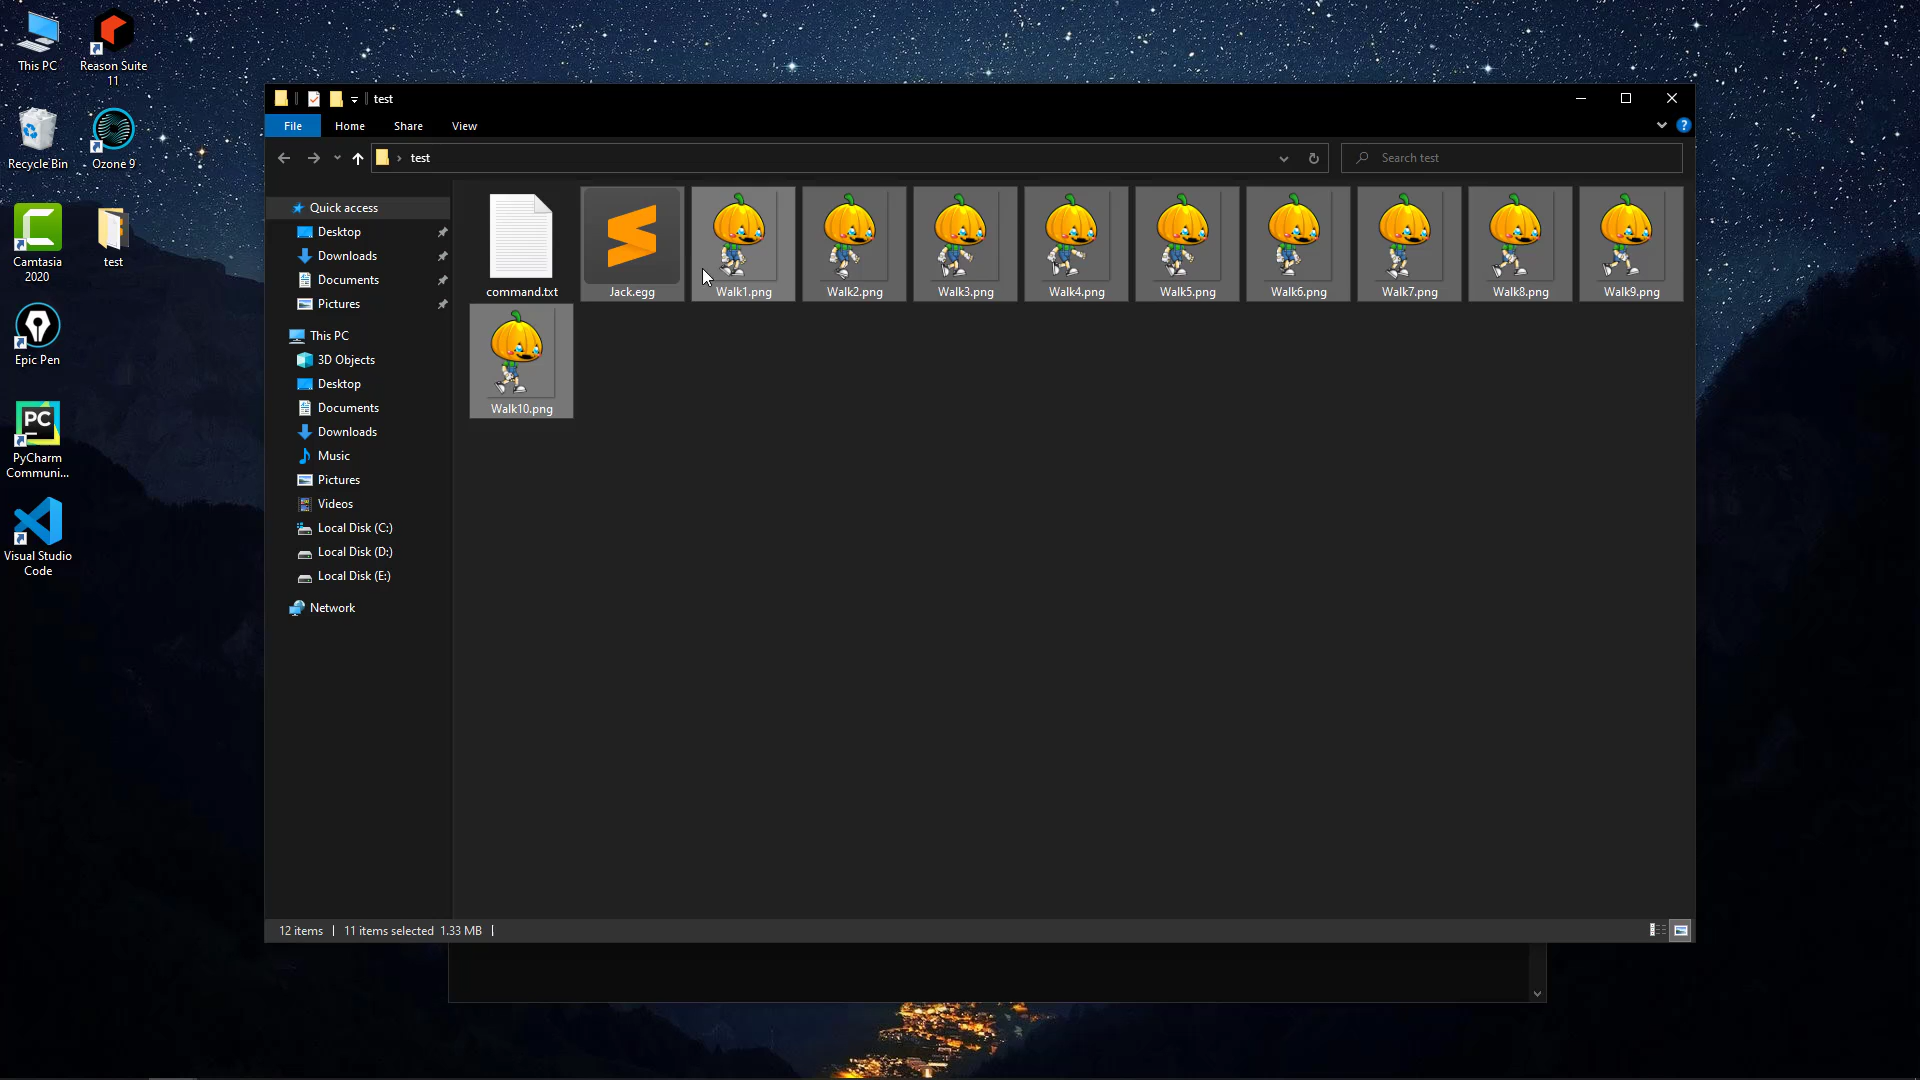 This PC
Reason Suite
11
Recycle Bin
Ozone 9
Camtasia
2020
test
Epic Pen
PC
PyCharm
Communi...
Visual Studio
Code
test
File
Home
Share
View
?
test
Search test
Quick access
Desktop
Downloads
Documents
Pictures
This PC
3D Objects
Desktop
Documents
Downloads
Music
Pictures
Videos
Local Disk (C:)
Local Disk (D:)
Local Disk (E:)
Network
command.txt
Jack.egg
Walk1.png
Walk2.png
Walk3.png
Walk4.png
Walk5.png
Walk6.png
Walk7.png
Walk8.png
Walk9.png
Walk10.png
12 items
11 items selected 1.33 MB